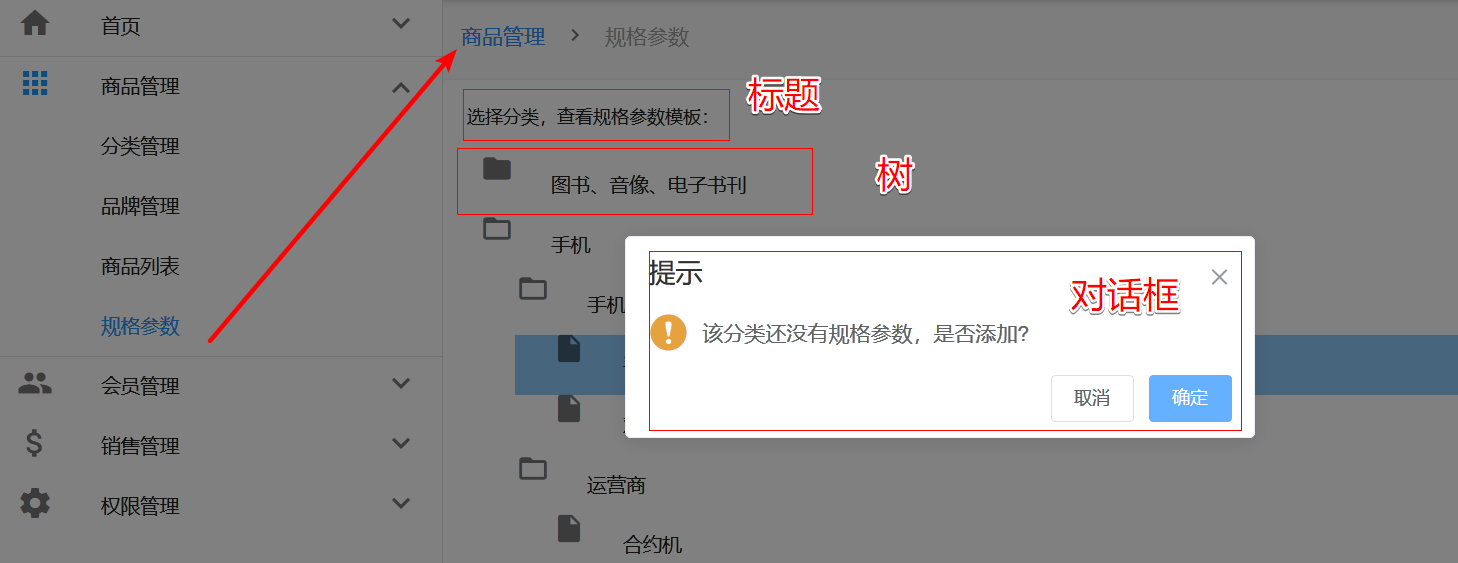 首页
商品管理
分类管理
品牌管理
商品列表
规格参数
会员管理
销售管理
权限管理
商品管理 > 规格参数
标题
选择分类，查看规格参数模板：
树
图书、音像、电子书刊
手机
手机
提示
对话框
该分类还没有规格参数，是否添加?
取消 确定
运营商
合约机